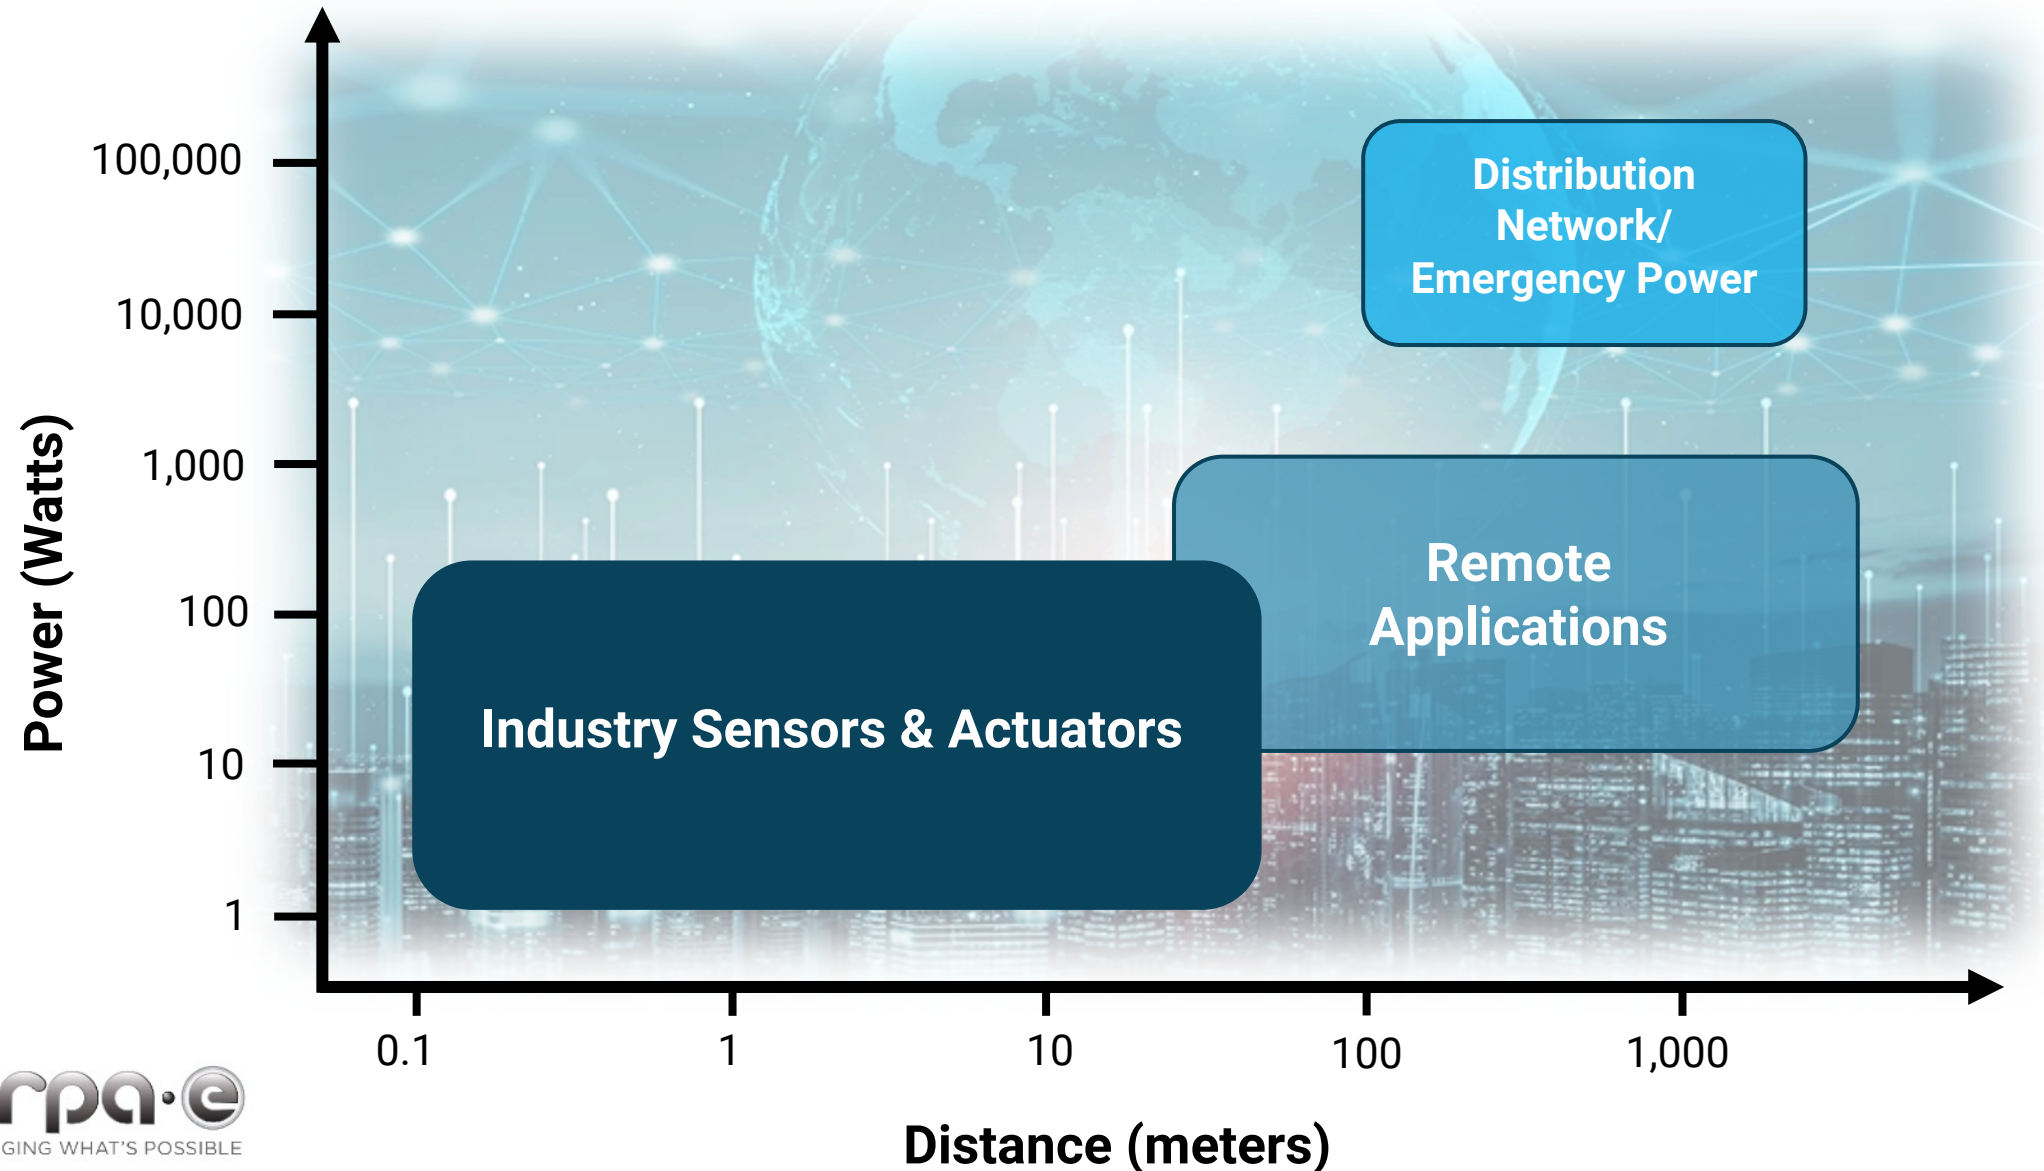 100,000
10,000
1,000
100
10
1
Power (Watts)
Distribution
Network/
Emergency Power
Remote
Applications
Industry Sensors & Actuators
0.1
1
10
100
1,000
Distance (meters)
rpa·e
GING WHAT'S POSSIBLE